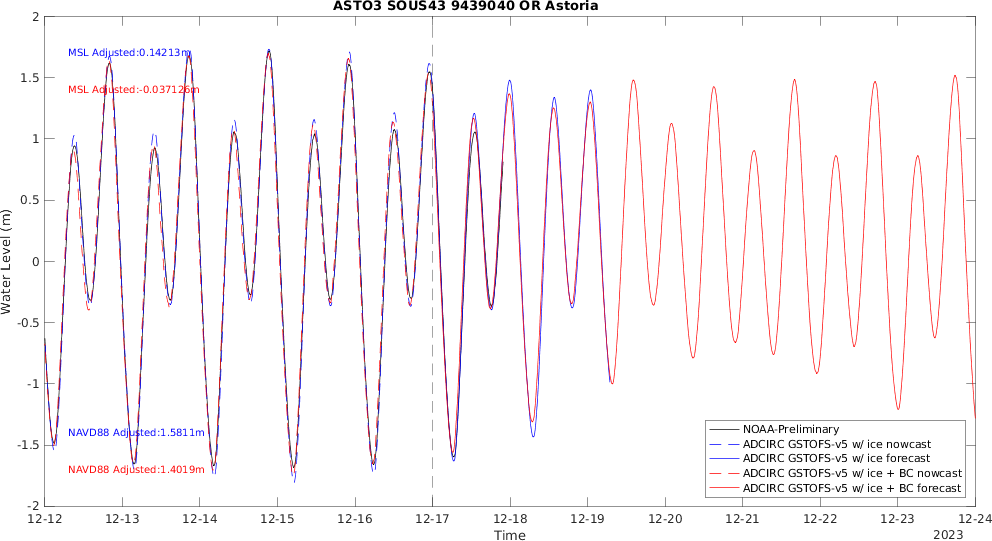 ASTO3 SOUS43 9439040 OR Astoria
2
1.5
1
0.5
0
-0.5
-1
-1.5
-2
Water Level (m)
MSL Adjusted:0.14213m
MSL Adjusted:-0.037126m
NAVD88 Adjusted:1.5811m
NAVD88 Adjusted:1.4019m
NOAA-Preliminary
ADCIRC GSTOFS-v5 w/ ice nowcast
ADCIRC GSTOFS-v5 w/ ice forecast
ADCIRC GSTOFS-v5 w/ ice + BC nowcast
ADCIRC GSTOFS-v5 w/ ice + BC forecast
12-12 12-13 12-14 12-15 12-16 12-17 12-18 12-19 12-20 12-21 12-22 12-23 12-24
Time
2023